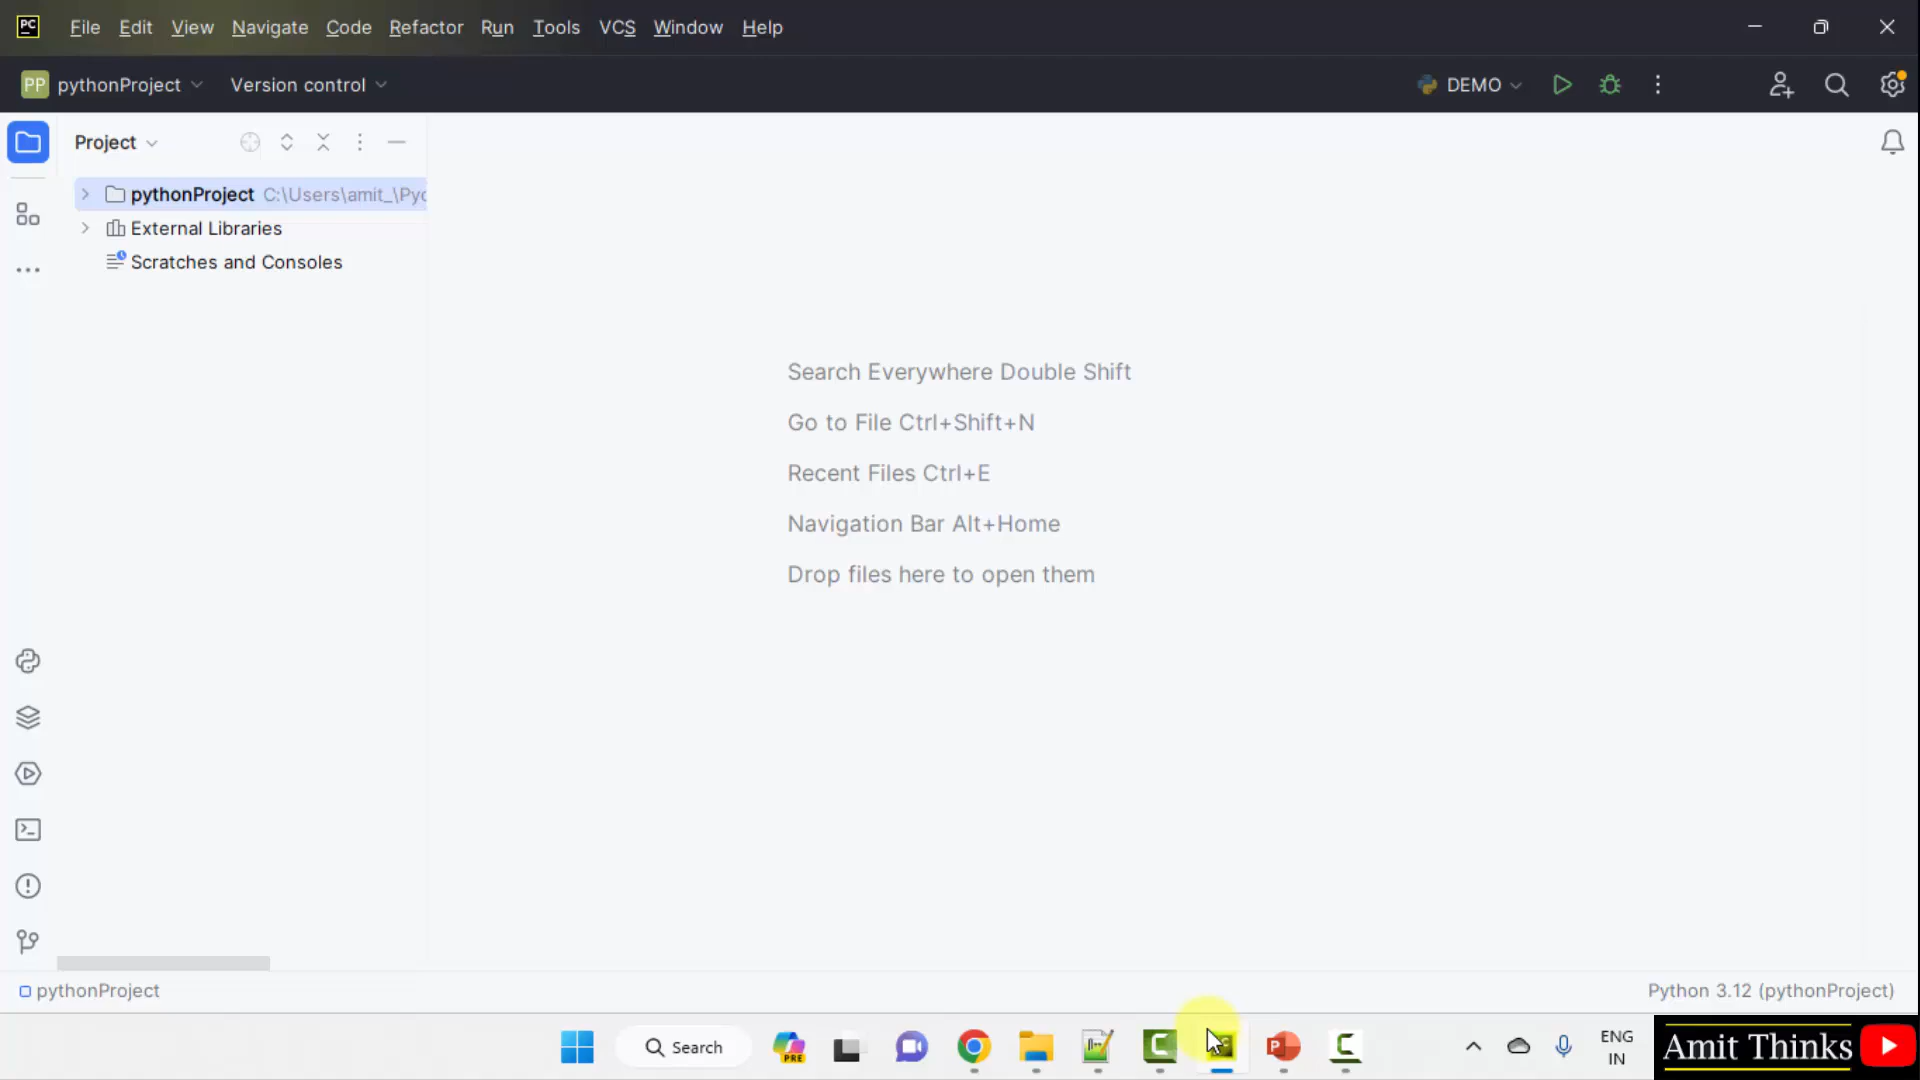 PC File Edit View Navigate Code Refactor Run Tools VCS Window Help
PP pythonProject Version control DEMO
Project
pythonProject C:\Users\amit_\Pyc
External Libraries
Scratches and Consoles
Search Everywhere Double Shift
Go to File Ctrl+Shift+N
Recent Files Ctrl+E
Navigation Bar Alt+Home
Drop files here to open them
pythonProject Python 3.12 (pythonProject)
Search PRE ENG
IN
Amit Thinks